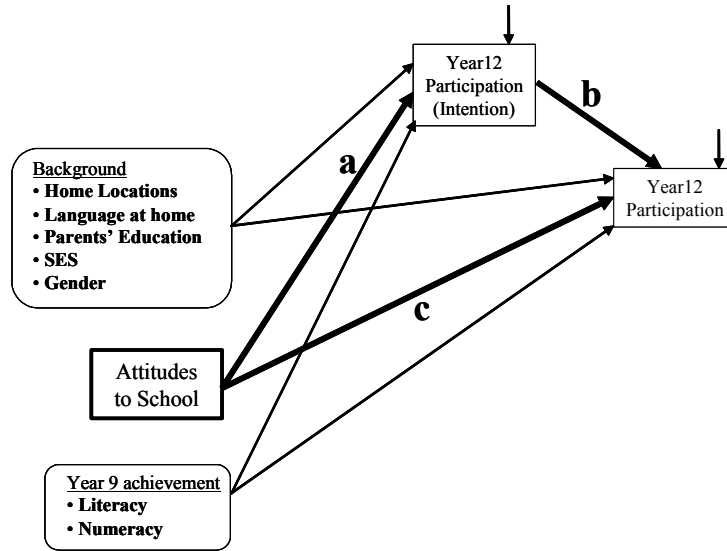 Year12
Participation
(Intention)
b
a
Background
• Home Locations
• Language at home
• Parents’ Education
• SES
• Gender
Year12
Participation
c
Attitudes
to School
Year 9 achievement
• Literacy
• Numeracy